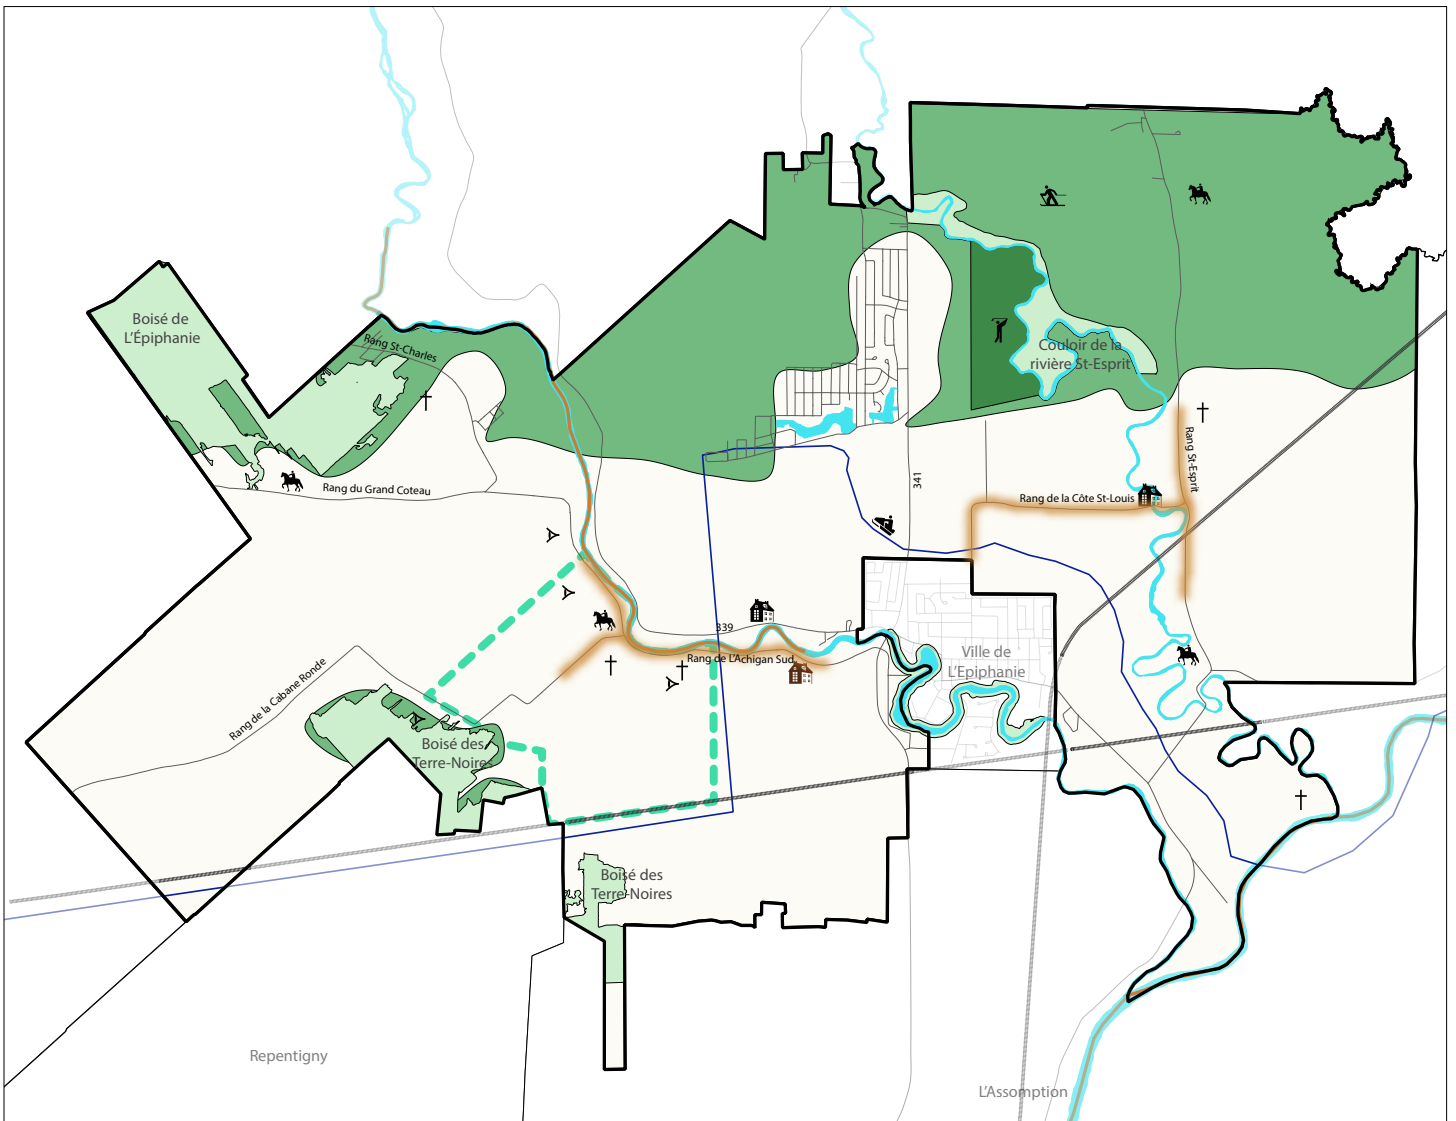 Boisé de
L'Épiphanie
Rang St-Charles
Couloir de la
rivière St-Esprit
Rang St-Esprit
341
Rang du Grand Coteau
Rang de la Côte St-Louis
339
Rang de L'Achigan Sud
Ville de
L'Epiphanie
Rang de la Cabane Ronde
Boisé des
Terre-Noires
Boisé des
Terre-Noires
Repentigny
L'Assomption